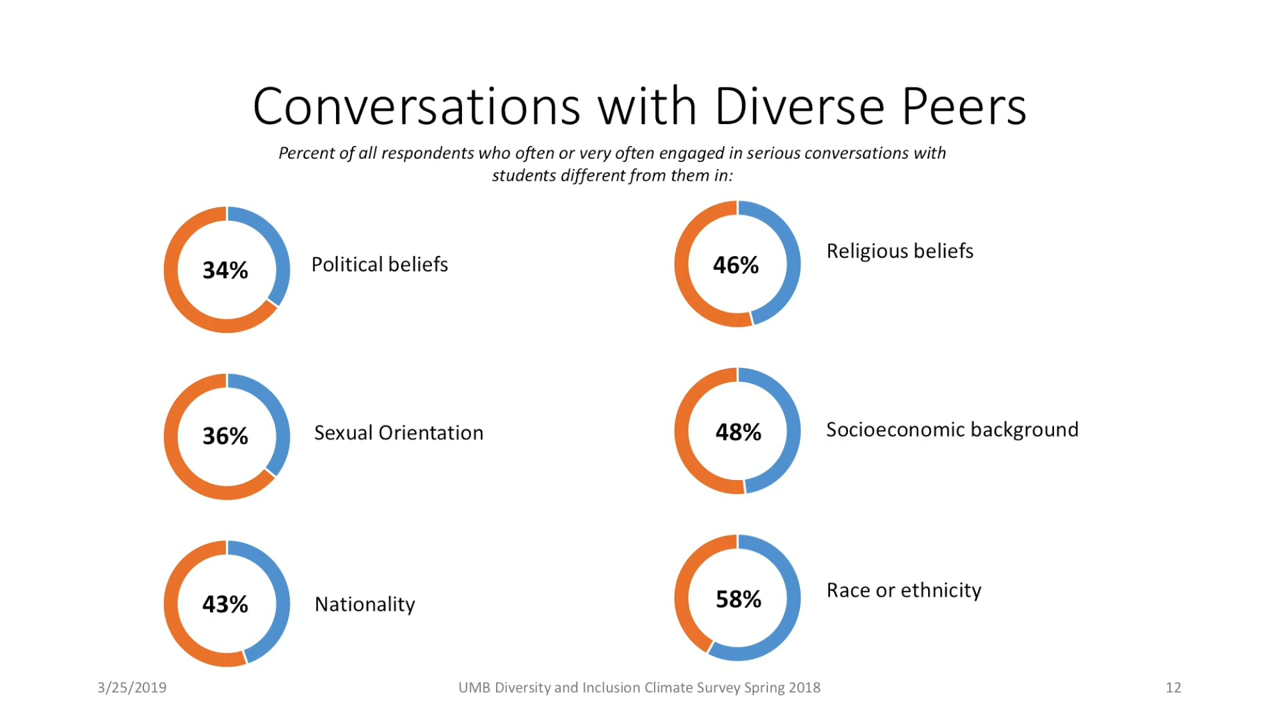 Conversations with Diverse Peers
Percent of all respondents who often or very often engaged in serious conversations with
students different from them in:
34%
Political beliefs
46%
Religious beliefs
36%
Sexual Orientation
48%
Socioeconomic background
43%
Nationality
58%
Race or ethnicity
3/25/2019
UMB Diversity and Inclusion Climate Survey Spring 2018
12